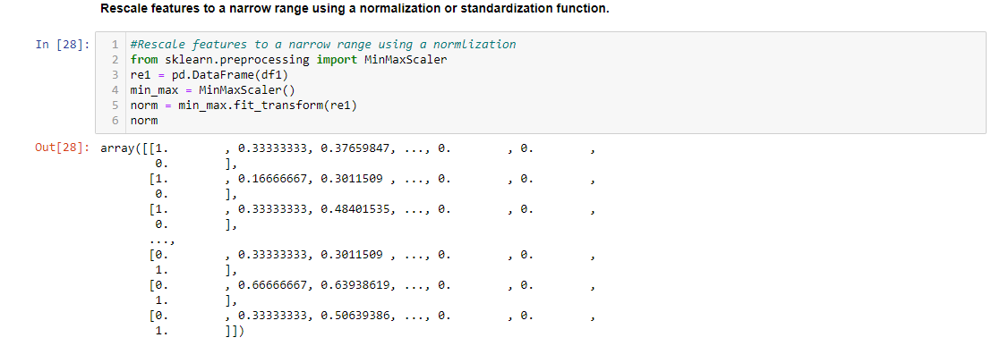 Rescale features to a narrow range using a normalization or standardization function.
In [28]:
1 #Rescale features to a narrow range using a normlization
2 from sklearn.preprocessing import MinMaxScaler
3 re1 = pd.DataFrame(df1)
4 min_max = MinMaxScaler()
5 norm = min_max.fit_transform(re1)
6 norm
Out[28]: array([[1.        , 0.33333333, 0.37659847, ..., 0.        , 0.        ,
0.        ],
[1.        , 0.16666667, 0.3011509 , ..., 0.        , 0.        ,
0.        ],
[1.        , 0.33333333, 0.48401535, ..., 0.        , 0.        ,
0.        ],
...,
[0.        , 0.33333333, 0.3011509 , ..., 0.        , 0.        ,
1.        ],
[0.        , 0.66666667, 0.63938619, ..., 0.        , 0.        ,
1.        ],
[0.        , 0.33333333, 0.50639386, ..., 0.        , 0.        ,
1.        ]])